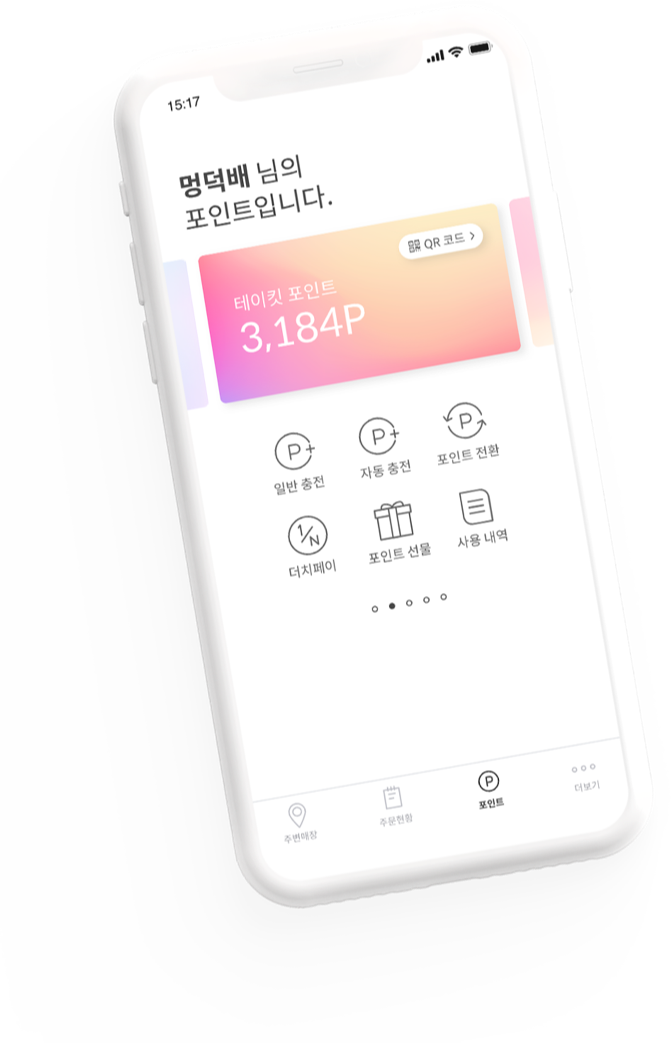 15:17
멍덕배 님의
포인트입니다.
QR 코드
테이킷 포인트
3,184P
P+
P+
P
일반 충전
자동 충전
포인트 전환
1/N
더치페이
포인트 선물
사용 내역
P
주변매장
주문현황
포인트
더보기